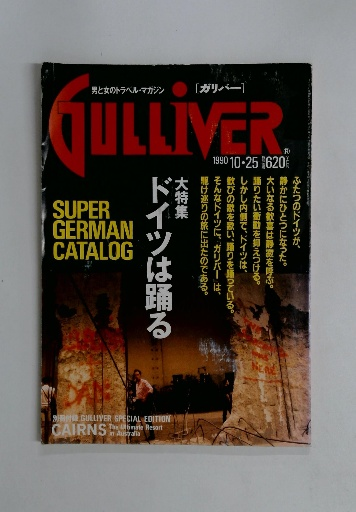 男と女のトラベル・マガジン [ガリバー]
GULLiVER
1990 10・25 620
SUPER
GERMAN
CATALOG
大特集
ドイツは踊る
ふたつのドイツが、
静かにひとつになった。
大いなる歓喜は静寂を呼ぶ。
踊りたい衝動を抑えつける。
しかし内側で、ドイツは、
歓びの歌を歌い、踊りを踊っている。
そんなドイツに、ガリバーは、
駆け巡りの旅に出たのである。
GULLIVER SPECIAL EDITION
CAIRNS The Ultimate Resort
in Australia